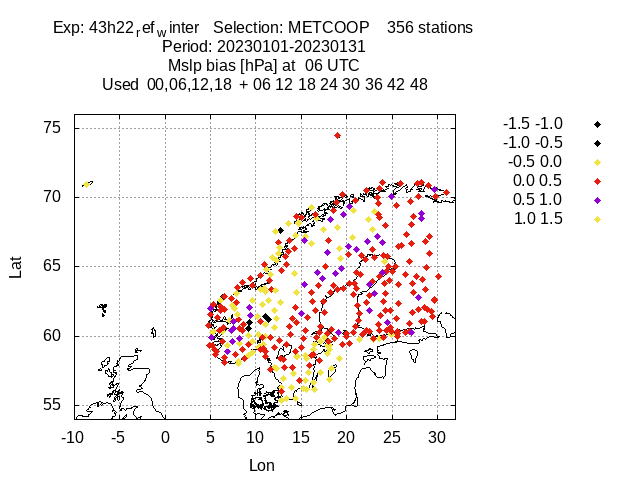 Exp: 43h22ref winter Selection: METCOOP 356 stations
Period: 20230101-20230131
Mslp bias [hPa] at 06 UTC
Used 00,06,12,18 + 06 12 18 24 30 36 42 48
-1.5 -1.0
-1.0 -0.5
-0.5 0.0
0.0 0.5
0.5 1.0
1.0 1.5
75
70
65
60
55
Lat
-10 -5 0 5 10 15 20 25 30
Lon